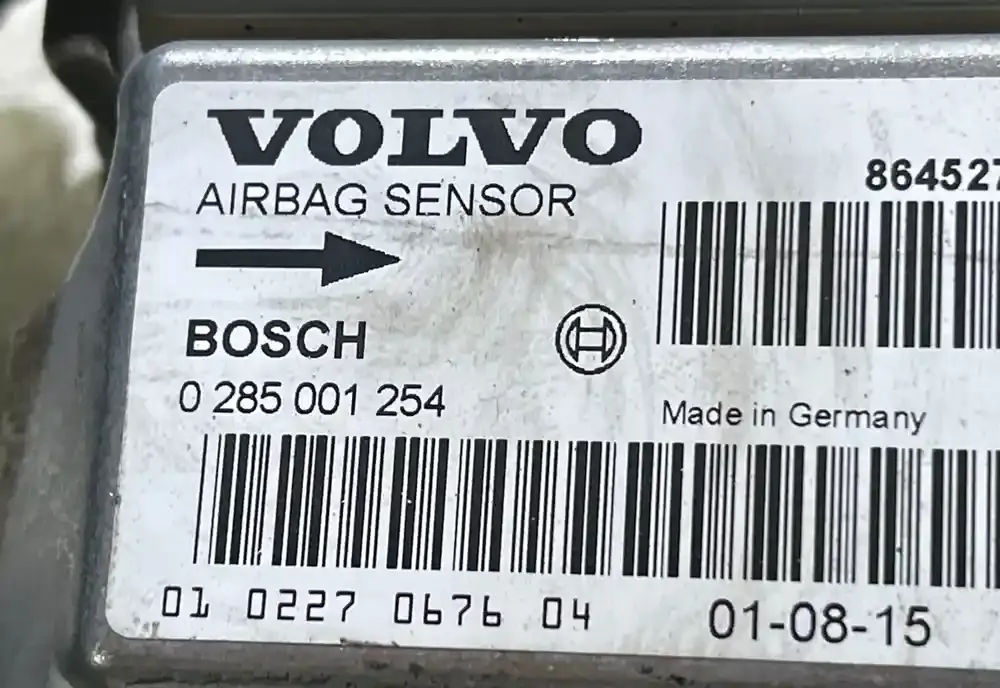 VOLVO
AIRBAG SENSOR
864527
BOSCH
0 285 001 254
Made in Germany
01 0227 0676 04
01-08-15